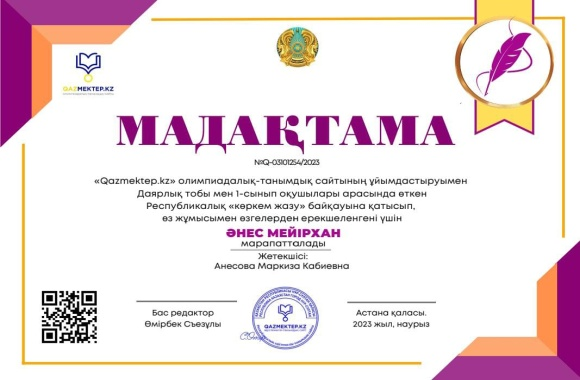 QAZMEKTEP.KZ
МАДАҚТАМА
№Q-03101254/2023
«Qazmektep.kz» олимпиадалық-танымдық сайтының ұйымдастыруымен
Даярлық тобы мен 1-сынып оқушылары арасында өткен
Республикалық «көркем жазу» байқауына қатысып,
өз жұмысымен өзгелерден ерекшеленгені үшін
ӘНЕС МЕЙІРХАН
марапатталады
Жетекшісі:
Анесова Маркиза Кабиевна
Бас редактор
Өмірбек Съезұлы
QAZMEKTEP.KZ
Астана қаласы.
2023 жыл, наурыз